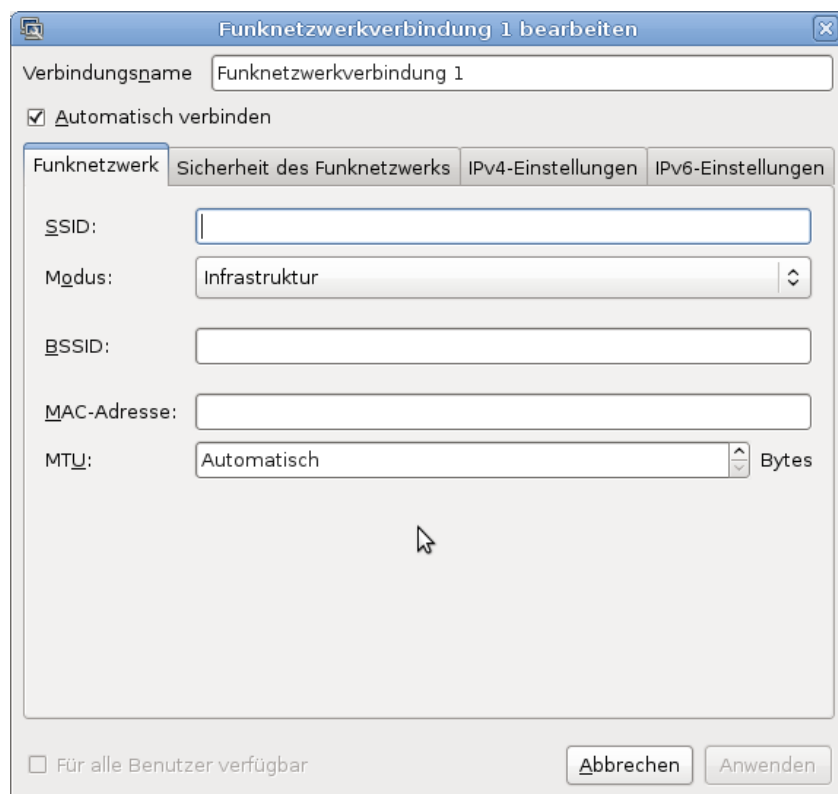 Funknetzwerkverbindung 1 bearbeiten
Verbindungsname Funknetzwerkverbindung 1
Automatisch verbinden
Funknetzwerk Sicherheit des Funknetzwerks IPv4-Einstellungen IPv6-Einstellungen
SSID:
Modus: Infrastruktur
BSSID:
MAC-Adresse:
MTU: Automatisch Bytes
Für alle Benutzer verfügbar Abbrechen Anwenden